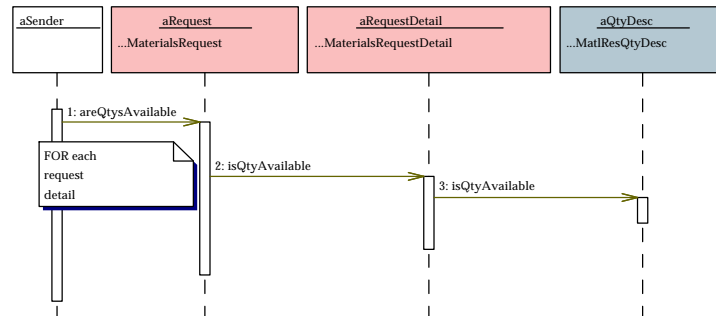 aSender
aRequest
...MaterialsRequest
aRequestDetail
...MaterialsRequestDetail
aQtyDesc
...MatlResQtyDesc
1: areQtysAvailable
FOR each
request
detail
2: isQtyAvailable
3: isQtyAvailable